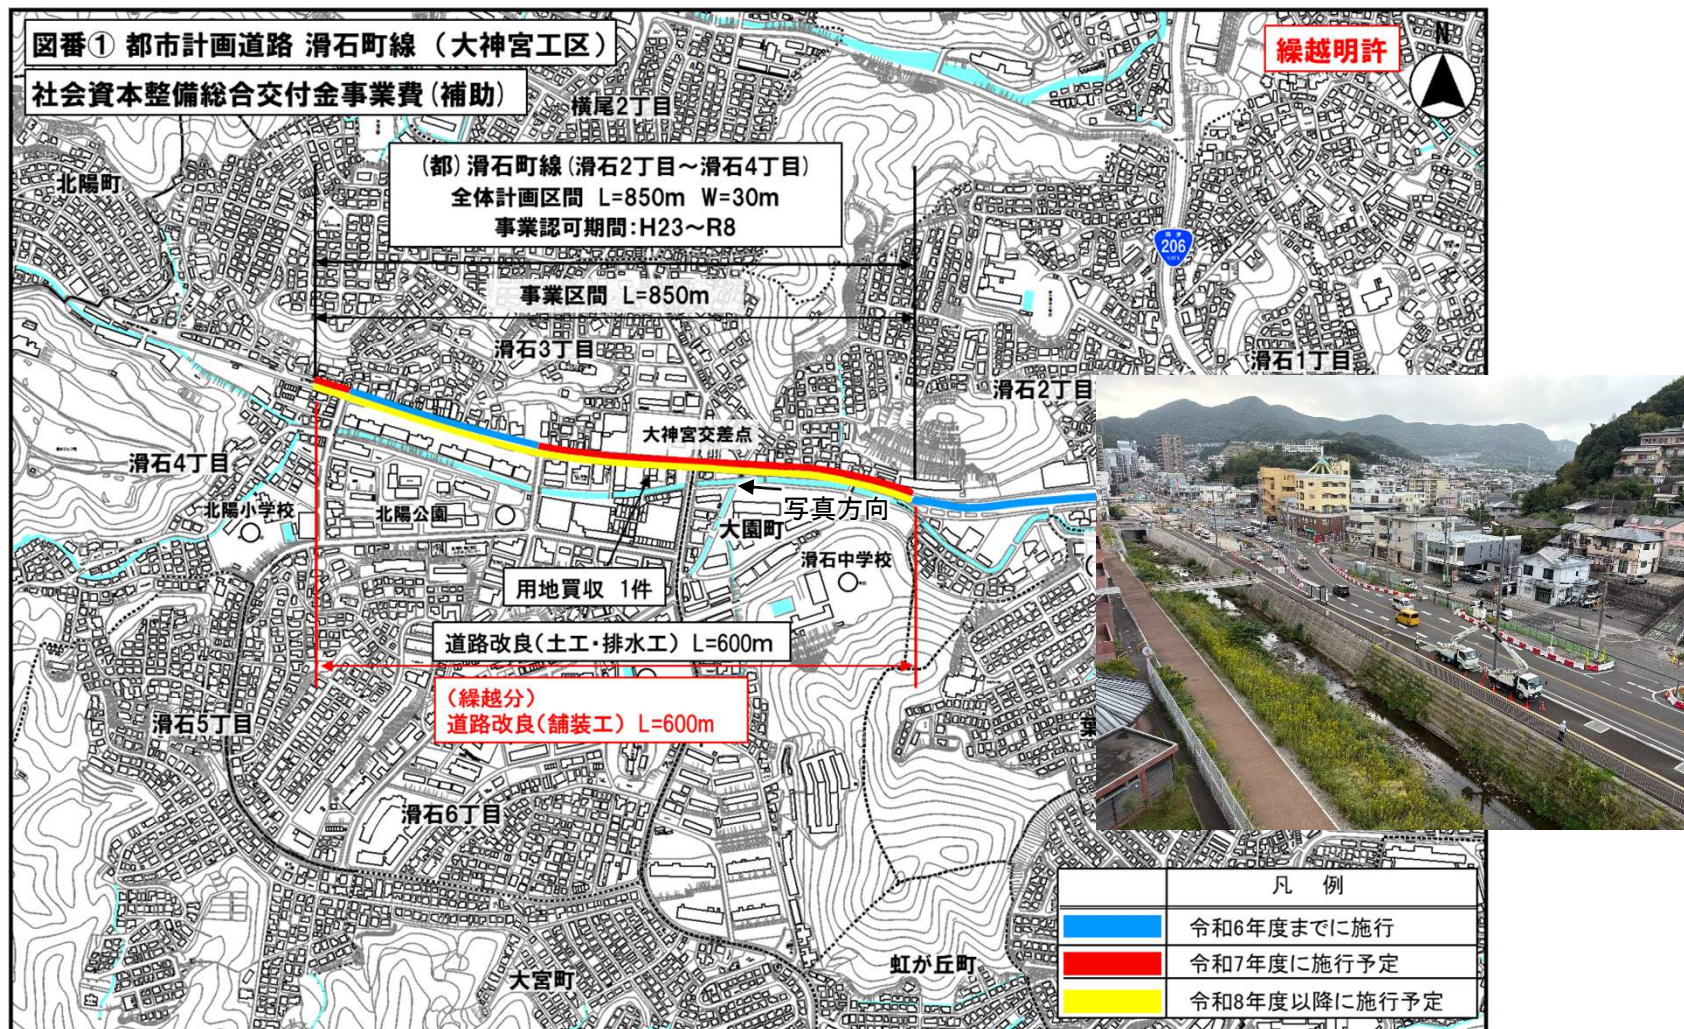 図番① 都市計画道路 滑石町線 (大神宮工区)
社会資本整備総合交付金事業費(補助)
繰越明許
N
横尾2丁目
北陽町
(都)滑石町線(滑石2丁目～滑石4丁目)
全体計画区間 L=850m W=30m
事業認可期間:H23～R8
206
事業区間 L=850m
滑石3丁目
滑石1丁目
滑石2丁目
大神宮交差点
滑石4丁目
北陽小学校
北陽公園
写真方向
大園町
滑石中学校
用地買収 1件
道路改良(土工・排水工) L=600m
(繰越分)
道路改良(舗装工) L=600m
滑石5丁目
滑石6丁目
大宮町
虹が丘町
凡 例
令和6年度までに施行
令和7年度に施行予定
令和8年度以降に施行予定